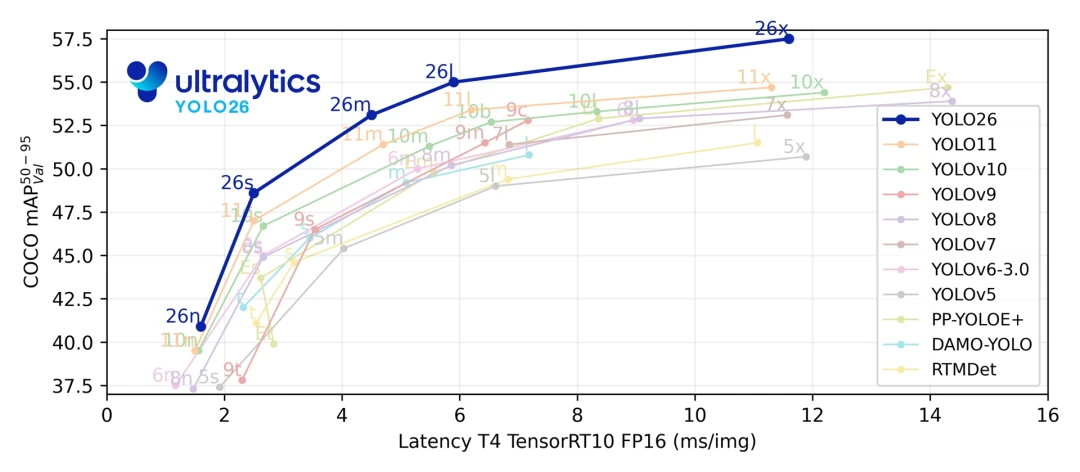 57.5
55.0
52.5
50.0
47.5
45.0
42.5
40.0
37.5
COCO mAP 50-95 Val
ultralytics
YOLO26
26n
26s
26m
26l
26x
11l
11x
11m
10b
10l
10x
10m
9c
9m
7l
8l
7x
Ex
8x
6m
8m
m
l
l
5x
5l
9s
5m
s
8s
Es
t
10n
6n
8n
5s
9t
YOLO26
YOLO11
YOLOv10
YOLOv9
YOLOv8
YOLOv7
YOLOv6-3.0
YOLOv5
PP-YOLOE+
DAMO-YOLO
RTMDet
0 2 4 6 8 10 12 14 16
Latency T4 TensorRT10 FP16 (ms/img)